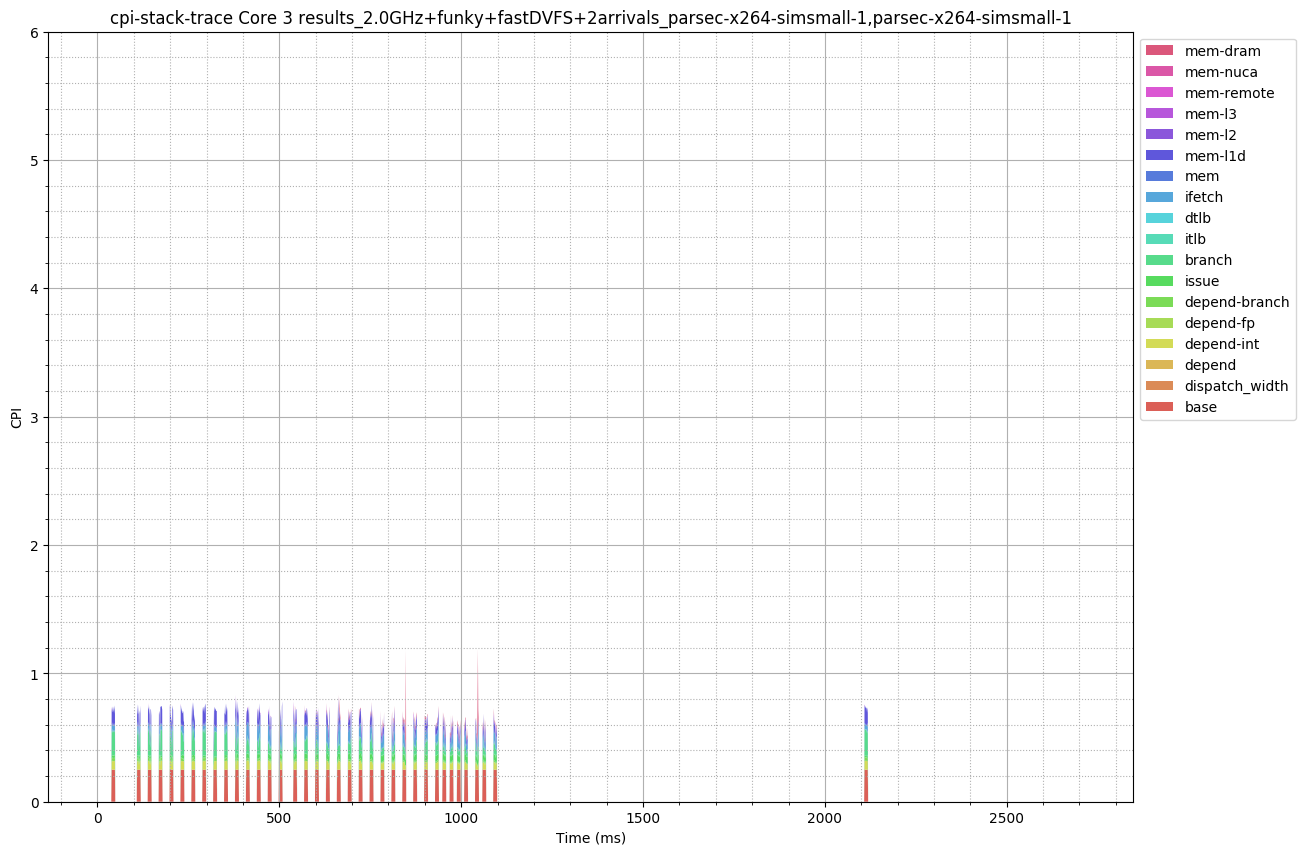 cpi-stack-trace Core 3 results_2.0GHz+funky+fastDVFS+2arrivals_parsec-x264-simsmall-1,parsec-x264-simsmall-1
6
5
4
3
2
1
0
CPI
0 500 1000 1500 2000 2500
Time (ms)
mem-dram
mem-nuca
mem-remote
mem-l3
mem-l2
mem-l1d
mem
ifetch
dtlb
itlb
branch
issue
depend-branch
depend-fp
depend-int
depend
dispatch_width
base